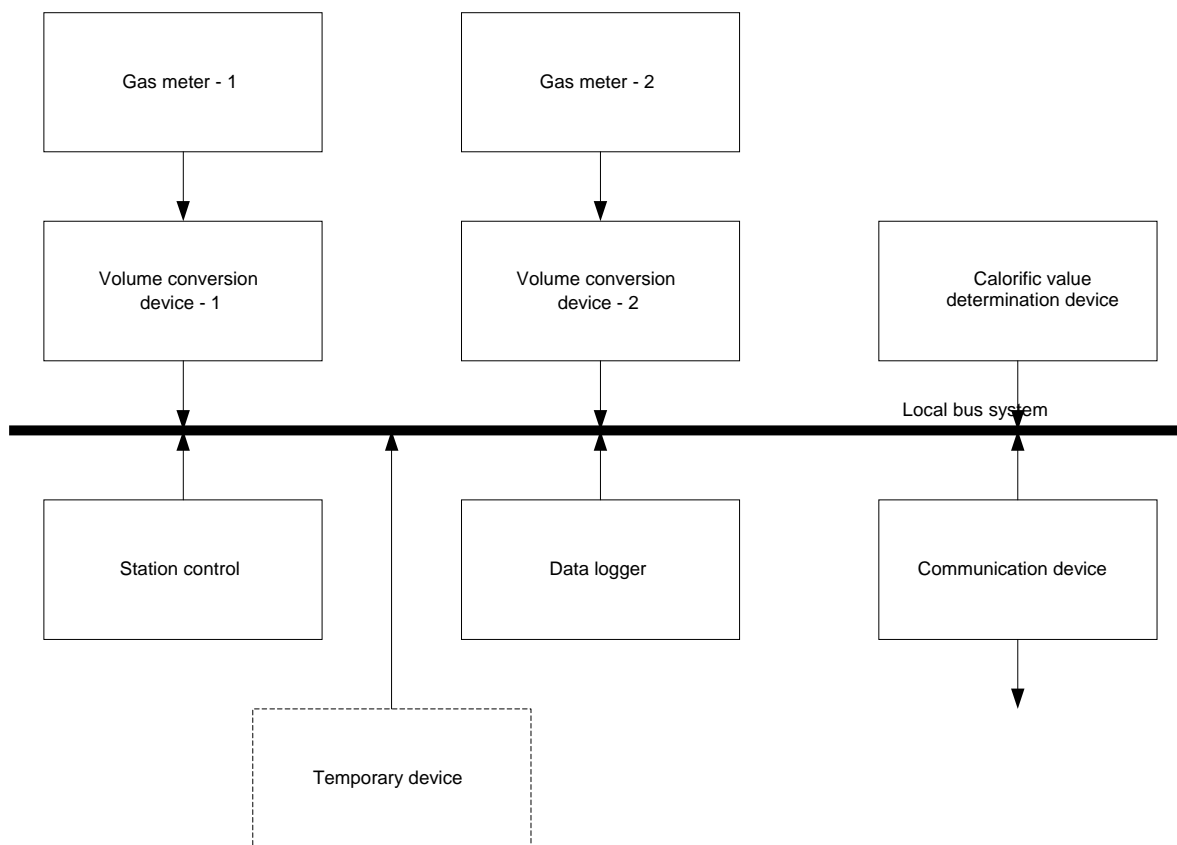 Gas meter - 1
Gas meter - 2
Volume conversion
device - 1
Volume conversion
device - 2
Calorific value
determination device
Local bus system
Station control
Data logger
Communication device
Temporary device